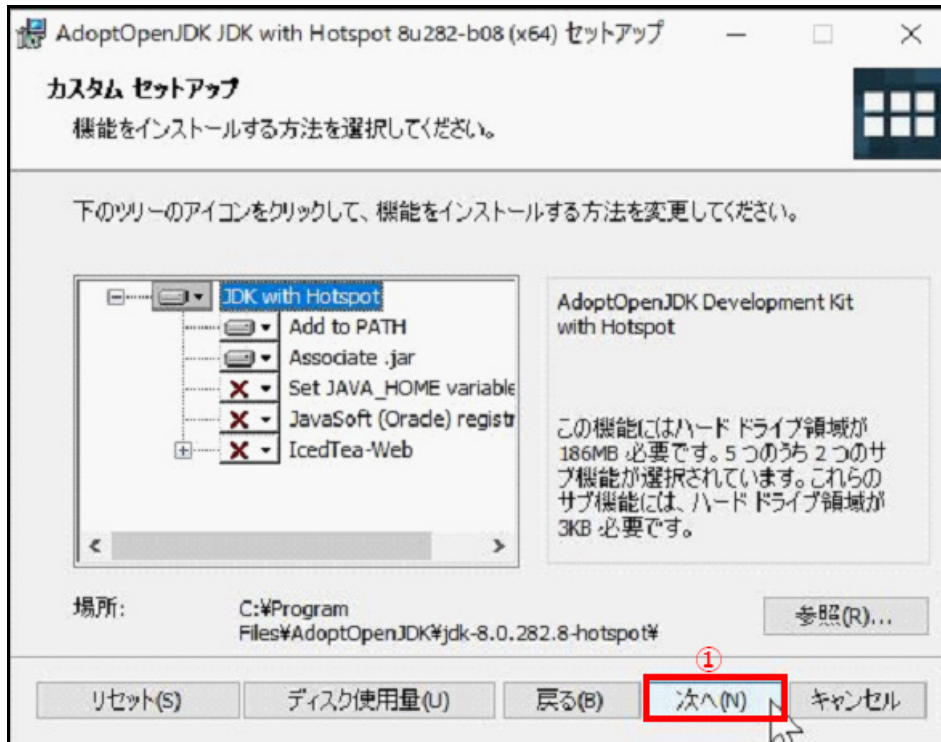 AdoptOpenJDK JDK with Hotspot 8u282-b08 (x64) セットアップ
カスタム セットアップ
機能をインストールする方法を選択してください。
下のツリーのアイコンをクリックして、機能をインストールする方法を変更してください。
JDK with Hotspot
Add to PATH
Associate .jar
Set JAVA_HOME variable
JavaSoft (Oracle) registr
IcedTea-Web
AdoptOpenJDK Development Kit
with Hotspot
この機能にはハード ドライブ領域が
186MB 必要です。5 つのうち 2 つのサ
ブ機能が選択されています。これらの
サブ機能には、ハード ドライブ領域が
3KB 必要です。
場所:
C:¥Program
Files¥AdoptOpenJDK¥jdk-8.0.282.8-hotspot¥
参照(R)...
①
リセット(S)
ディスク使用量(U)
戻る(B)
次へ(N)
キャンセル